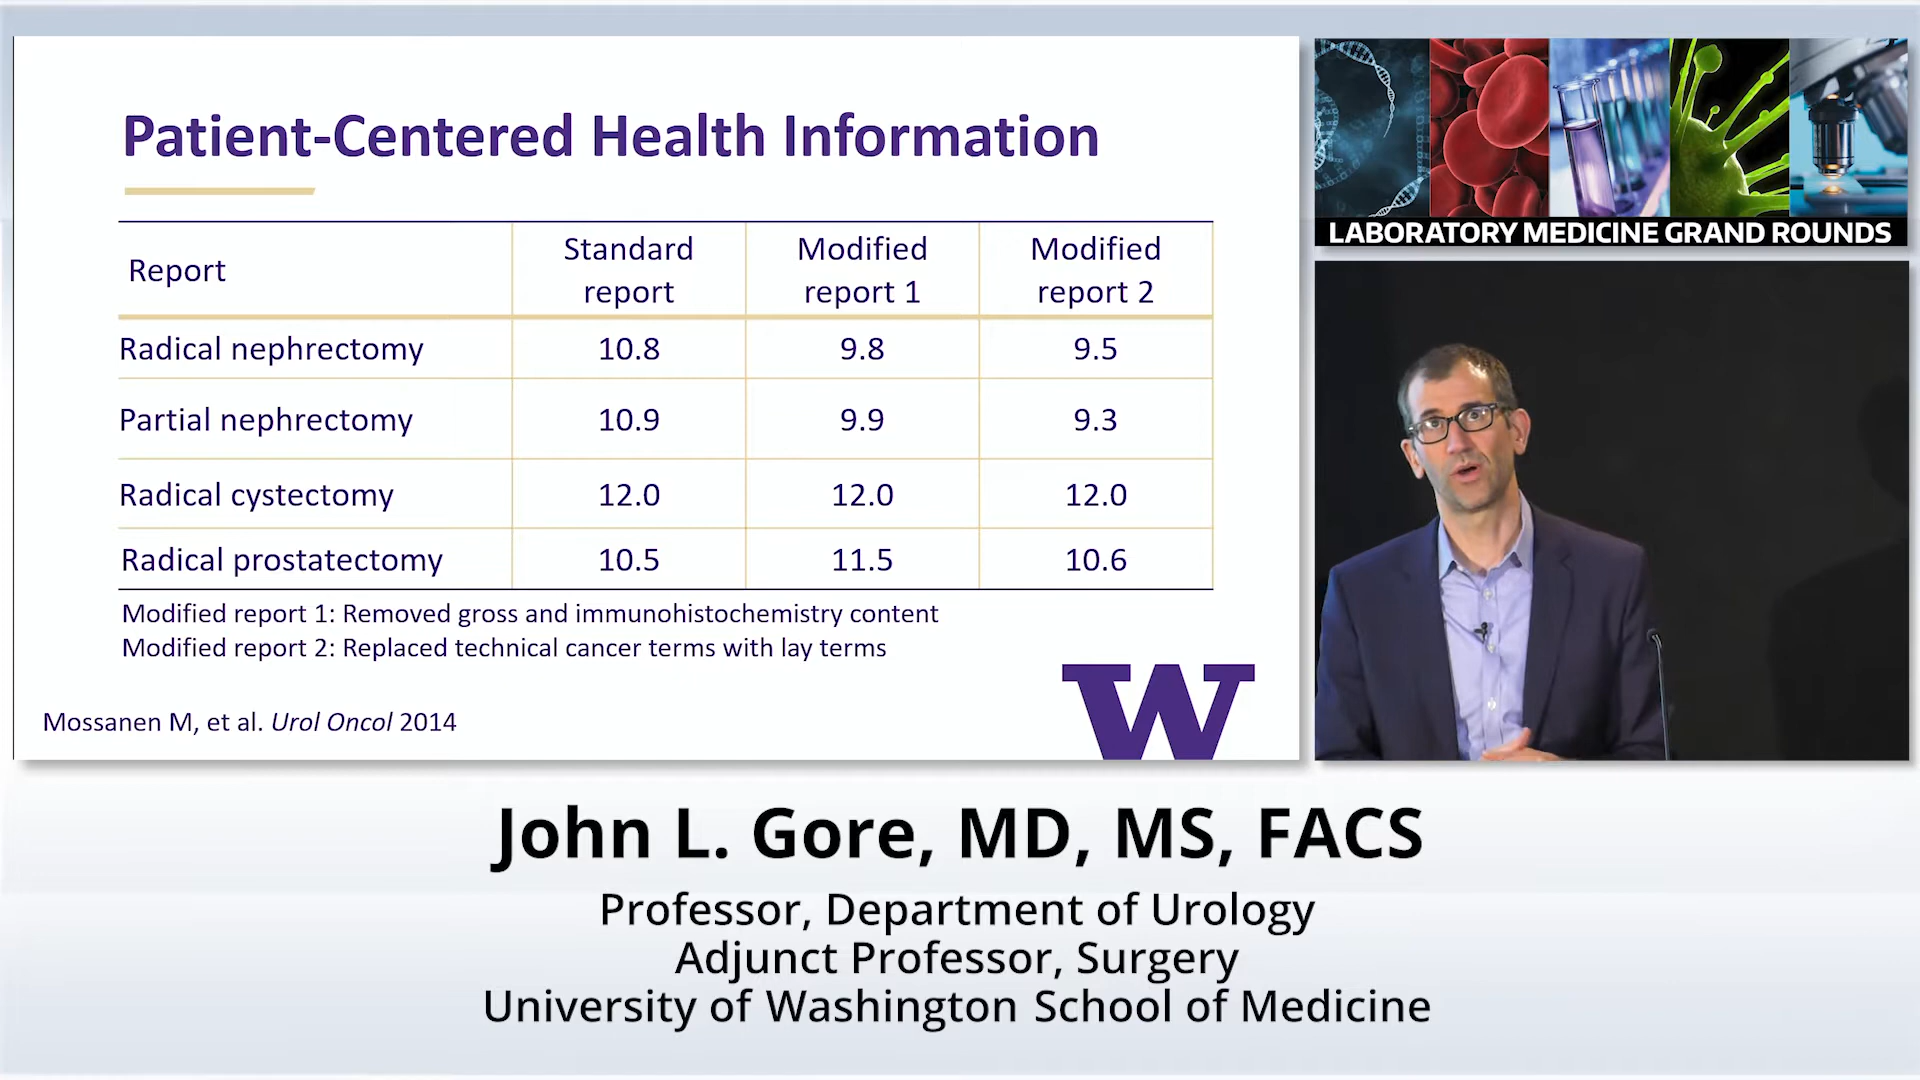 Patient-Centered Health Information
Report
Standard report
Modified report 1
Modified report 2
Radical nephrectomy 10.8 9.8 9.5
Partial nephrectomy 10.9 9.9 9.3
Radical cystectomy 12.0 12.0 12.0
Radical prostatectomy 10.5 11.5 10.6
Modified report 1: Removed gross and immunohistochemistry content
Modified report 2: Replaced technical cancer terms with lay terms
Mossanen M, et al. Urol Oncol 2014
W
LABORATORY MEDICINE GRAND ROUNDS
John L. Gore, MD, MS, FACS
Professor, Department of Urology
Adjunct Professor, Surgery
University of Washington School of Medicine